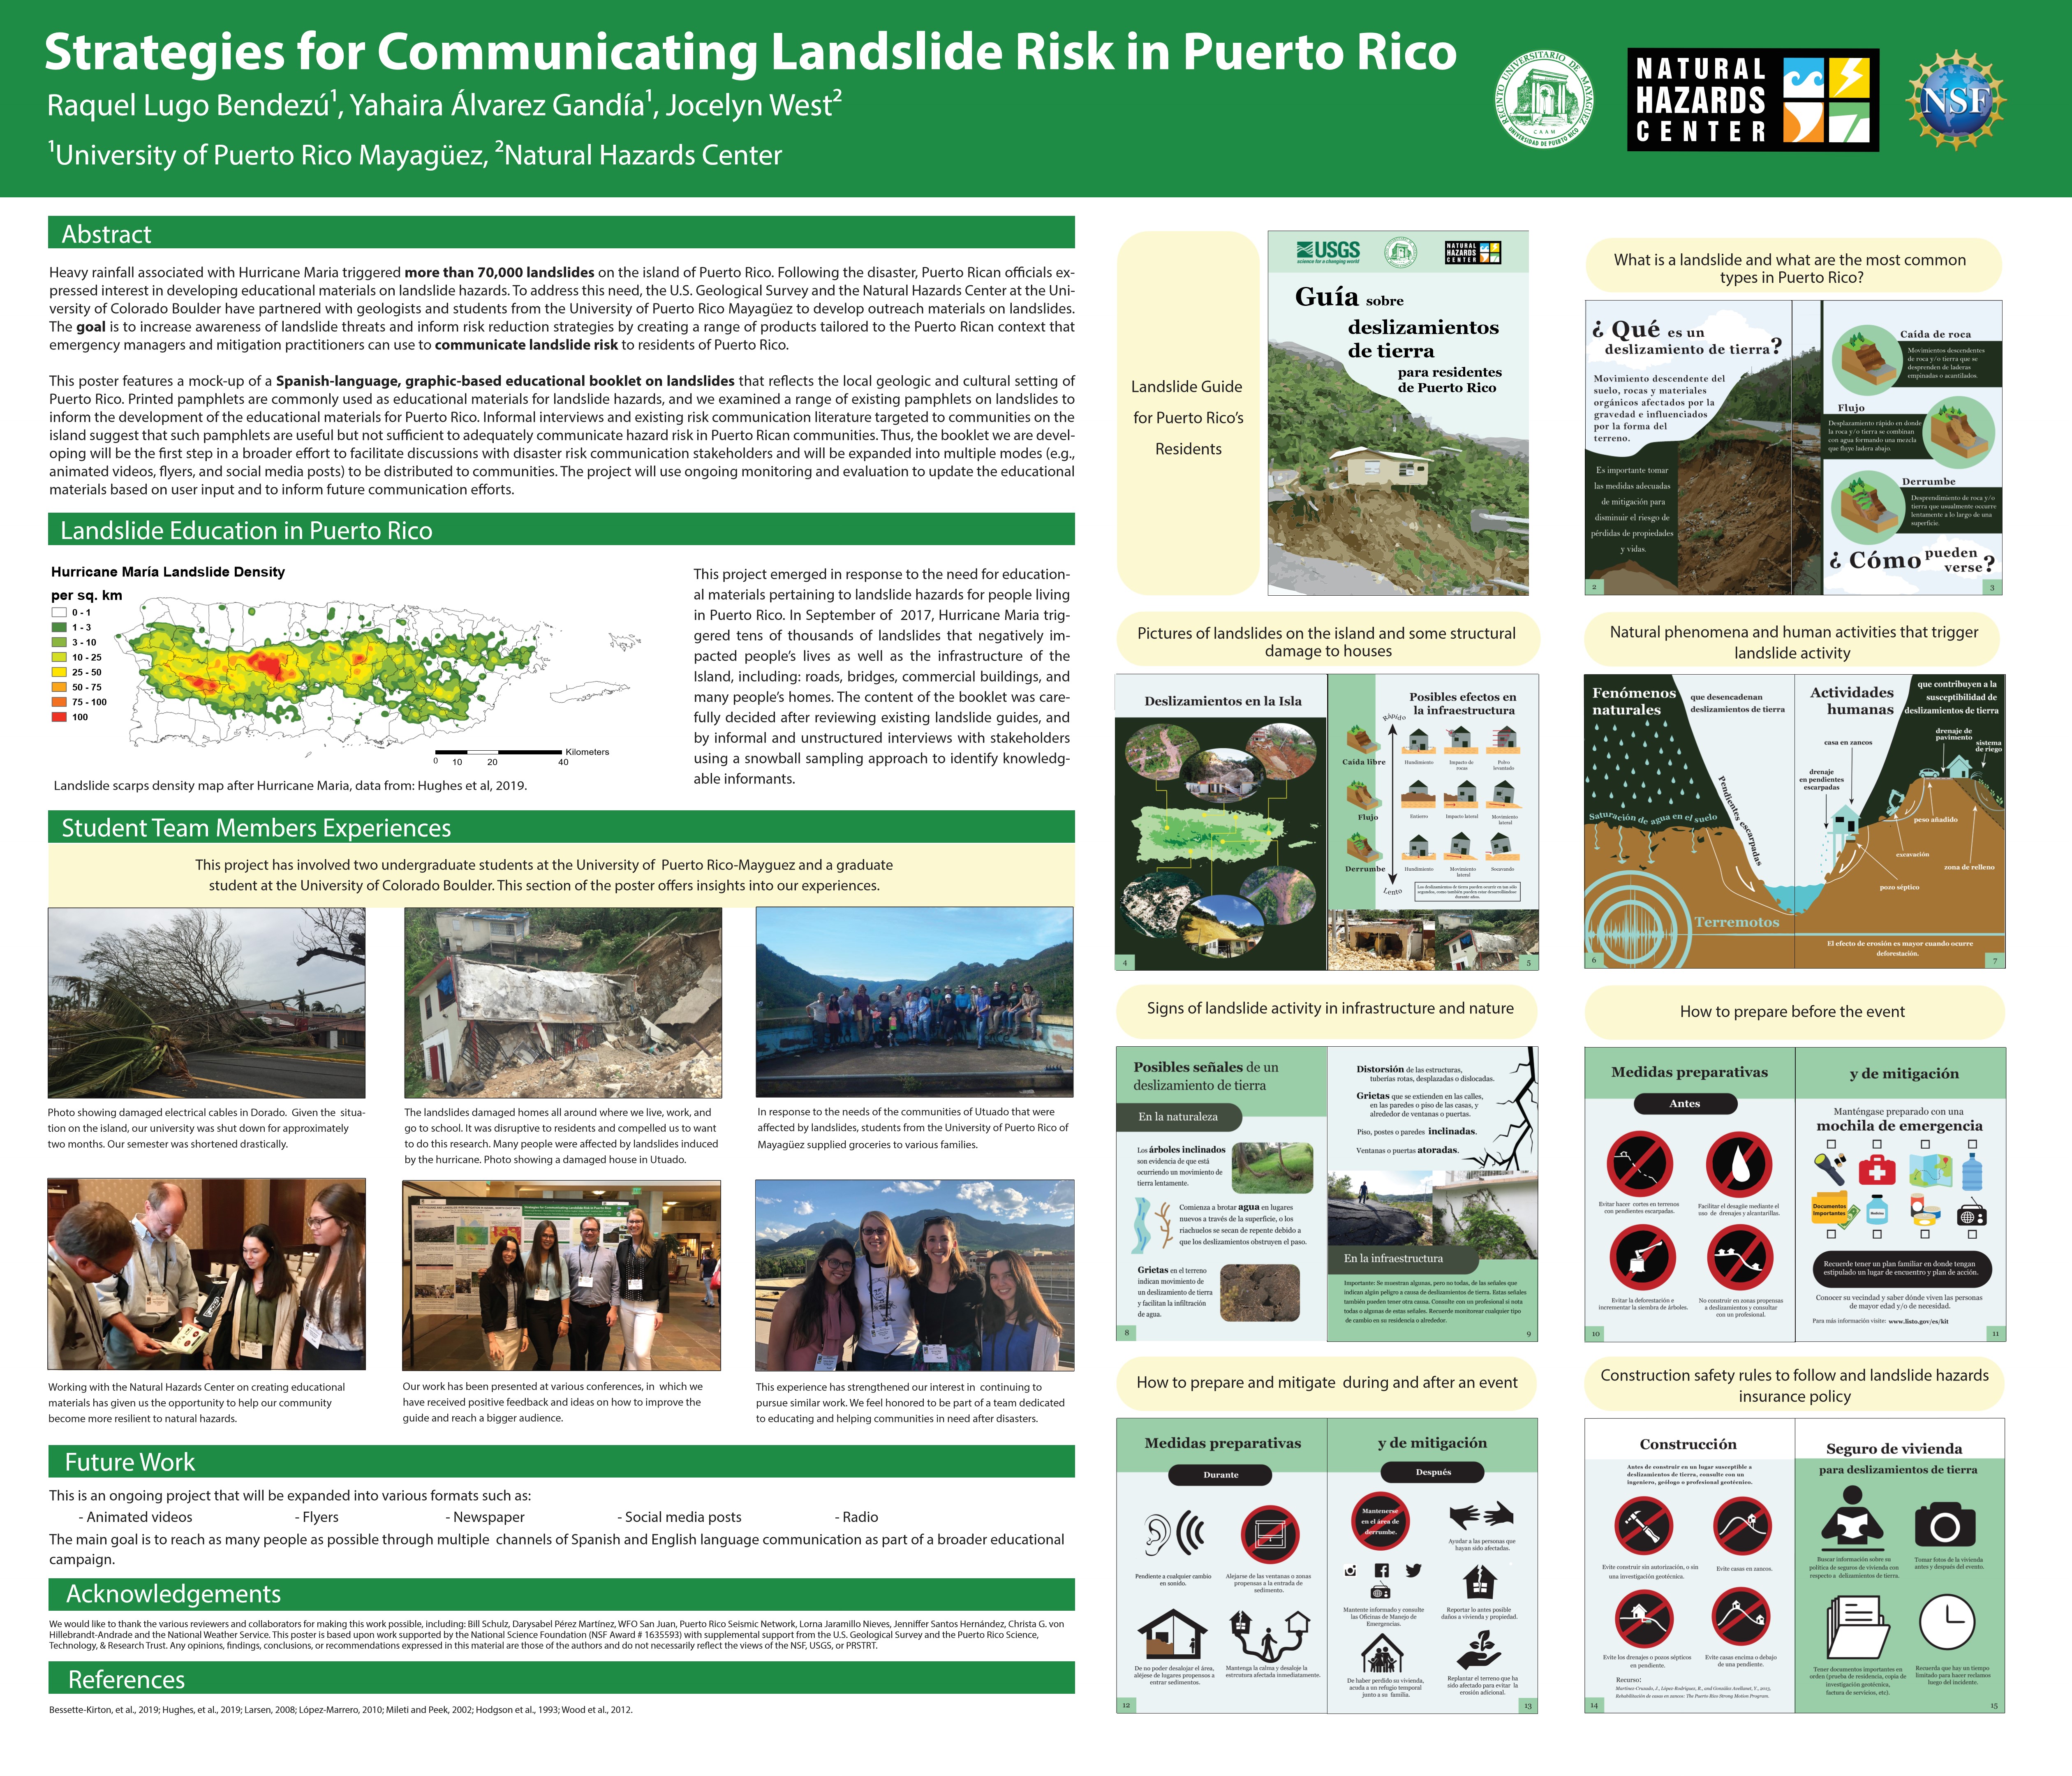 Strategies for Communicating Landslide Risk in Puerto Rico
Raquel Lugo Bendezú¹, Yahaira Álvarez Gandía¹, Jocelyn West²
¹University of Puerto Rico Mayagüez, ²Natural Hazards Center
RECINTO UNIVERSITARIO DE MAYAGÜEZ
CAAM
UNIVERSIDAD DE PUERTO RICO
NATURAL
HAZARDS
CENTER
NSF
Abstract
Heavy rainfall associated with Hurricane Maria triggered more than 70,000 landslides on the island of Puerto Rico. Following the disaster, Puerto Rican officials ex-
pressed interest in developing educational materials on landslide hazards. To address this need, the U.S. Geological Survey and the Natural Hazards Center at the Uni-
versity of Colorado Boulder have partnered with geologists and students from the University of Puerto Rico Mayagüez to develop outreach materials on landslides.
The goal is to increase awareness of landslide threats and inform risk reduction strategies by creating a range of products tailored to the Puerto Rican context that
emergency managers and mitigation practitioners can use to communicate landslide risk to residents of Puerto Rico.
This poster features a mock-up of a Spanish-language, graphic-based educational booklet on landslides that reflects the local geologic and cultural setting of
Puerto Rico. Printed pamphlets are commonly used as educational materials for landslide hazards, and we examined a range of existing pamphlets on landslides to
inform the development of the educational materials for Puerto Rico. Informal interviews and existing risk communication literature targeted to communities on the
island suggest that such pamphlets are useful but not sufficient to adequately communicate hazard risk in Puerto Rican communities. Thus, the booklet we are devel-
oping will be the first step in a broader effort to facilitate discussions with disaster risk communication stakeholders and will be expanded into multiple modes (e.g.,
animated videos, flyers, and social media posts) to be distributed to communities. The project will use ongoing monitoring and evaluation to update the educational
materials based on user input and to inform future communication efforts.
Landslide Education in Puerto Rico
Hurricane María Landslide Density
per sq. km
0 - 1
1 - 3
3 - 10
10 - 25
25 - 50
50 - 75
75 - 100
100
Kilometers
0 10 20 40
Landslide scarps density map after Hurricane Maria, data from: Hughes et al, 2019.
This project emerged in response to the need for education-
al materials pertaining to landslide hazards for people living
in Puerto Rico. In September of 2017, Hurricane Maria trig-
gered tens of thousands of landslides that negatively im-
pacted people's lives as well as the infrastructure of the
Island, including: roads, bridges, commercial buildings, and
many people's homes. The content of the booklet was care-
fully decided after reviewing existing landslide guides, and
by informal and unstructured interviews with stakeholders
using a snowball sampling approach to identify knowledg-
able informants.
Student Team Members Experiences
This project has involved two undergraduate students at the University of Puerto Rico-Mayguez and a graduate
student at the University of Colorado Boulder. This section of the poster offers insights into our experiences.
Photo showing damaged electrical cables in Dorado. Given the situa-
tion on the island, our university was shut down for approximately
two months. Our semester was shortened drastically.
The landslides damaged homes all around where we live, work, and
go to school. It was disruptive to residents and compelled us to want
to do this research. Many people were affected by landslides induced
by the hurricane. Photo showing a damaged house in Utuado.
In response to the needs of the communities of Utuado that were
affected by landslides, students from the University of Puerto Rico of
Mayagüez supplied groceries to various families.
Working with the Natural Hazards Center on creating educational
materials has given us the opportunity to help our community
become more resilient to natural hazards.
Our work has been presented at various conferences, in which we
have received positive feedback and ideas on how to improve the
guide and reach a bigger audience.
This experience has strengthened our interest in continuing to
pursue similar work. We feel honored to be part of a team dedicated
to educating and helping communities in need after disasters.
Future Work
This is an ongoing project that will be expanded into various formats such as:
- Animated videos - Flyers - Newspaper - Social media posts - Radio
The main goal is to reach as many people as possible through multiple channels of Spanish and English language communication as part of a broader educational
campaign.
Acknowledgements
We would like to thank the various reviewers and collaborators for making this work possible, including: Bill Schulz, Darysabel Pérez Martínez, WFO San Juan, Puerto Rico Seismic Network, Lorna Jaramillo Nieves, Jenniffer Santos Hernández, Christa G. von
Hillebrandt-Andrade and the National Weather Service. This poster is based upon work supported by the National Science Foundation (NSF Award # 1635593) with supplemental support from the U.S. Geological Survey and the Puerto Rico Science,
Technology, & Research Trust. Any opinions, findings, conclusions, or recommendations expressed in this material are those of the authors and do not necessarily reflect the views of the NSF, USGS, or PRSTRT.
References
Bessette-Kirton, et al., 2019; Hughes, et al., 2019; Larsen, 2008; López-Marrero, 2010; Mileti and Peek, 2002; Hodgson et al., 1993; Wood et al., 2012.
Landslide Guide
for Puerto Rico's
Residents
USGS
science for a changing world
NATURAL
HAZARDS
CENTER
Guía sobre
deslizamientos
de tierra
para residentes
de Puerto Rico
What is a landslide and what are the most common
types in Puerto Rico?
¿ Qué es un
deslizamiento de tierra?
Movimiento descendente del
suelo, rocas y materiales
orgánicos afectados por la
gravedad e influenciados
por la forma del
terreno.
Es importante tomar
las medidas adecuadas
de mitigación para
disminuir el riesgo de
pérdidas de propiedades
y vidas.
2
Caída de roca
Movimientos descendentes
de roca y/o tierra que se
desprenden de laderas
empinadas o acantilados.
Flujo
Desplazamiento rápido en donde
la roca y/o tierra se combinan
con agua formando una mezcla
que fluye ladera abajo.
Derrumbe
Desprendimiento de roca y/o
tierra que usualmente ocurre
lentamente a lo largo de una
superficie.
¿ Cómo pueden
verse?
3
Pictures of landslides on the island and some structural
damage to houses
Deslizamientos en la Isla
4
Posibles efectos en
la infraestructura
Rápido
Caída libre
Hundimiento
Impacto de
rocas
Polvo
levantado
Flujo
Entierro
Impacto lateral
Movimiento
lateral
Derrumbe
Hundimiento
Movimiento
lateral
Socavando
Lento
Los deslizamientos de tierra pueden ocurrir en tan sólo
segundos, como también pueden estar desarrollándose
durante años.
5
Natural phenomena and human activities that trigger
landslide activity
Fenómenos
naturales
que desencadenan
deslizamientos de tierra
Saturación de agua en el suelo
Pendientes escarpadas
Terremotos
6
Actividades
humanas
que contribuyen a la
susceptibilidad de
deslizamientos de tierra
casa en zancos
drenaje de
pavimento
sistema
de riego
drenaje
en pendientes
escarpadas
peso añadido
excavación
zona de relleno
pozo séptico
El efecto de erosión es mayor cuando ocurre
deforestación.
7
Signs of landslide activity in infrastructure and nature
Posibles señales de un
deslizamiento de tierra
En la naturaleza
Los árboles inclinados
son evidencia de que está
ocurriendo un movimiento de
tierra lentamente.
Comienza a brotar agua en lugares
nuevos a través de la superficie, o los
riachuelos se secan de repente debido a
que los deslizamientos obstruyen el paso.
Grietas en el terreno
indican movimiento de
un deslizamiento de tierra
y facilitan la infiltración
de agua.
8
Distorsión de las estructuras,
tuberías rotas, desplazadas o dislocadas.
Grietas que se extienden en las calles,
en las paredes o piso de las casas, y
alrededor de ventanas o puertas.
Piso, postes o paredes inclinadas.
Ventanas o puertas atoradas.
En la infraestructura
Importante: Se muestran algunas, pero no todas, de las señales que
indican algún peligro a causa de deslizamientos de tierra. Estas señales
también pueden tener otra causa. Consulte con un profesional si nota
todas o algunas de estas señales. Recuerde monitorear cualquier tipo
de cambio en su residencia o alrededor.
9
How to prepare before the event
Medidas preparativas
Antes
Evitar hacer cortes en terrenos
con pendientes escarpadas.
Facilitar el desagüe mediante el
uso de drenajes y alcantarillas.
Evitar la deforestación e
incrementar la siembra de árboles.
No construir en zonas propensas
a deslizamientos y consultar
con un profesional.
10
y de mitigación
Manténgase preparado con una
mochila de emergencia
Documentos
Importantes
Recuerde tener un plan familiar en donde tengan
estipulado un lugar de encuentro y plan de acción.
Conocer su vecindad y saber dónde viven las personas
de mayor edad y/o de necesidad.
Para más información visite: www.listo.gov/es/kit
11
How to prepare and mitigate during and after an event
Medidas preparativas
Durante
Pendiente a cualquier cambio
en sonido.
Alejarse de las ventanas o zonas
propensas a la entrada de
sedimento.
De no poder desalojar el área,
aléjese de lugares propensos a
entrar sedimentos.
Mantenga la calma y desaloje la
estructura afectada inmediatamente.
12
y de mitigación
Después
Mantenerse
en el área de
derrumbe.
Ayudar a las personas que
hayan sido afectadas.
Mantente informado y consulte
las Oficinas de Manejo de
Emergencias.
Reportar lo antes posible
daños a vivienda y propiedad.
De haber perdido su vivienda,
acuda a un refugio temporal
junto a su familia.
Replantar el terreno que ha
sido afectado para evitar la
erosión adicional.
13
Construction safety rules to follow and landslide hazards
insurance policy
Construcción
Antes de construir en un lugar susceptible a
deslizamientos de tierra, consulte con un
ingeniero, geólogo o profesional geotécnico.
Evite construir sin autorización, o sin
una investigación geotécnica.
Evite casas en zancos.
Evite los drenajes o pozos sépticos
en pendiente.
Evite casas encima o debajo
de una pendiente.
Recurso:
Martínez-Cruzado, J., López-Rodríguez, R., and González Avellanet, Y., 2013,
Rehabilitación de casas en zancos: The Puerto Rico Strong Motion Program.
14
Seguro de vivienda
para deslizamientos de tierra
Buscar información sobre su
política de seguros de vivienda con
respecto a delizamientos de tierra.
Tomar fotos de la vivienda
antes y después del evento.
Tener documentos importantes en
orden (prueba de residencia, copia de
investigación geotécnica,
factura de servicios, etc).
Recuerda que hay un tiempo
limitado para hacer reclamos
luego del incidente.
15